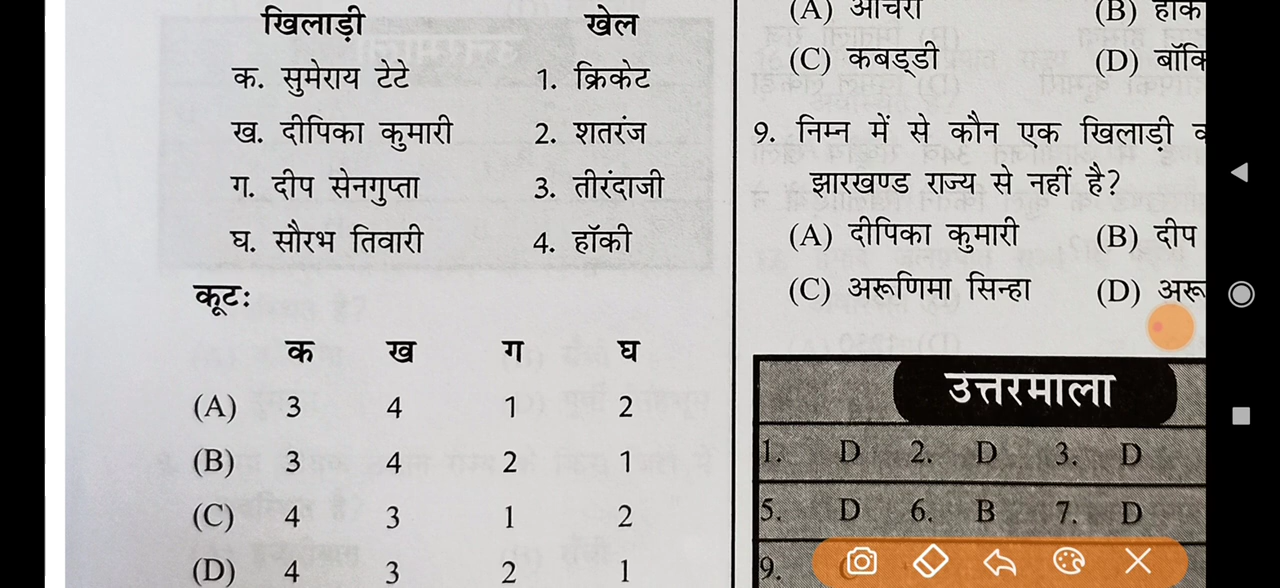 खिलाड़ी खेल
क. सुमेराय टेटे 1. क्रिकेट
ख. दीपिका कुमारी 2. शतरंज
ग. दीप सेनगुप्ता 3. तीरंदाजी
घ. सौरभ तिवारी 4. हॉकी
कूटः
क ख ग घ
(A) 3 4 1 2
(B) 3 4 2 1
(C) 4 3 1 2
(D) 4 3 2 1
(A) (B)
(C) कबड्डी (D)
9. निम्न में से कौन एक खिलाड़ी
झारखण्ड राज्य से नहीं है?
(A) दीपिका कुमारी (B) दीप
(C) अरूणिमा सिन्हा (D) अरू
उत्तरमाला
1. D 2. D 3. D
5. D 6. B 7. D
9.